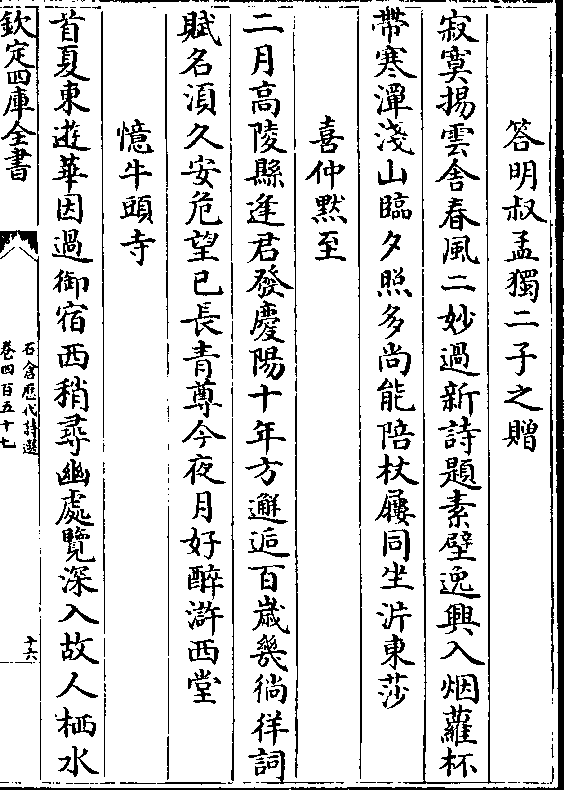 答明叔孟獨二子之贈
寂寞揚雲舍春風二妙過新詩題素壁逸興入烟蘿杯
帶寒潭淺山臨夕照多尚能陪杖屨同坐沜東莎
喜仲黙至
二月高陵縣逢君發慶陽十年方邂逅百歳㡬徜徉詞
賦名湏久安危望已長青尊今夜月好醉滸西堂
憶牛頭寺
首夏東遊華因過御宿西稍尋幽處覽深入故人栖水
欽定四庫全書
石倉歴代詩選
卷四百五十七
十六